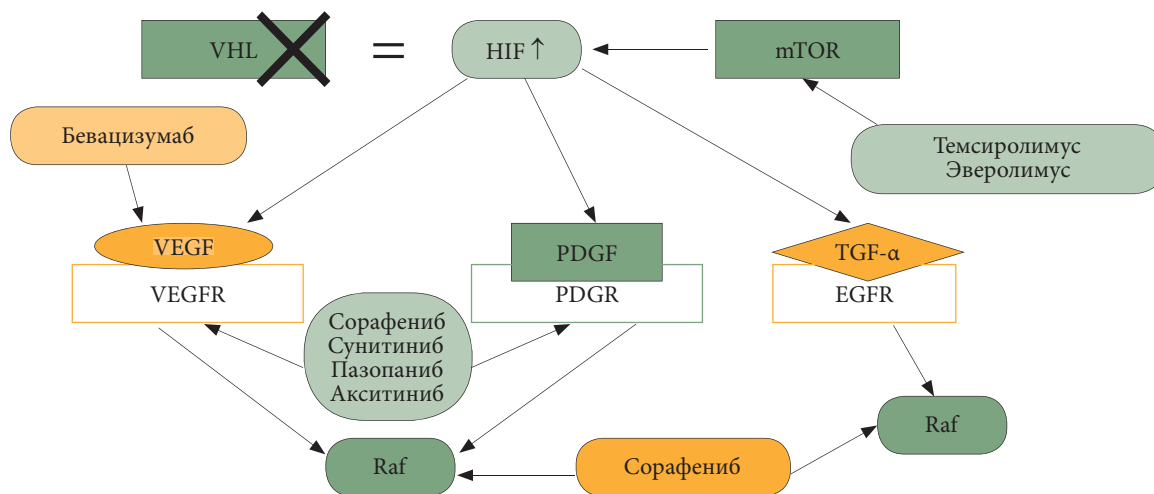 VHL
=
HIF ↑
mTOR
Бевацизумаб
Темсиролимус
Эверолимус
VEGF
PDGF
TGF-α
VEGFR
PDGR
EGFR
Сорафениб
Сунитиниб
Пазопаниб
Акситиниб
Raf
Сорафениб
Raf